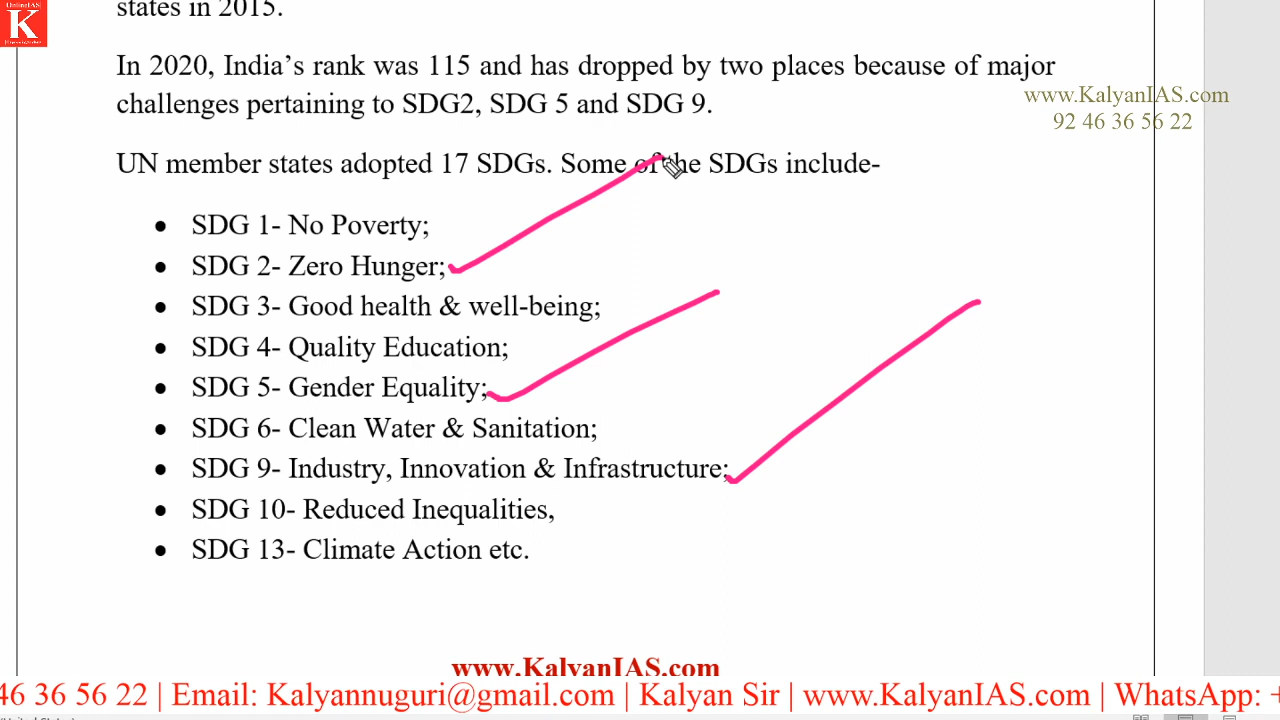 OnlineIAS
K
states in 2015.
In 2020, India's rank was 115 and has dropped by two places because of major
www.KalyanIAS.com
challenges pertaining to SDG2, SDG 5 and SDG 9.
92 46 36 56 22
UN member states adopted 17 SDGs. Some of the SDGs include-
• SDG 1- No Poverty;
• SDG 2- Zero Hunger;
• SDG 3- Good health & well-being;
• SDG 4- Quality Education;
• SDG 5- Gender Equality;
• SDG 6- Clean Water & Sanitation;
• SDG 9- Industry, Innovation & Infrastructure;
• SDG 10- Reduced Inequalities,
• SDG 13- Climate Action etc.
www.KalyanIAS.com
46 36 56 22 | Email: Kalyannuguri@gmail.com | Kalyan Sir | www.KalyanIAS.com | WhatsApp: +